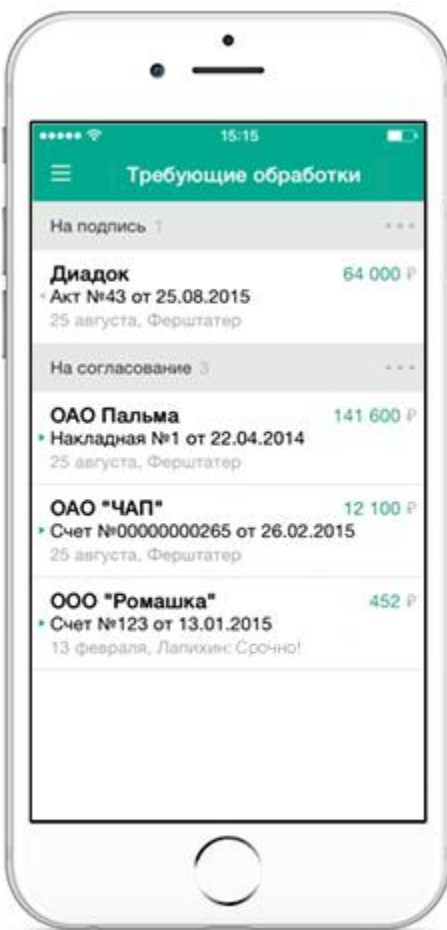 15:15
Требующие обработки
На подпись 1
Диадок 64 000 ₽
Акт №43 от 25.08.2015
25 августа, Ферштатер
На согласование 3
ОАО Пальма 141 600 ₽
Накладная №1 от 22.04.2014
25 августа, Ферштатер
ОАО "ЧАП" 12 100 ₽
Счет №00000000265 от 26.02.2015
25 августа, Ферштатер
ООО "Ромашка" 452 ₽
Счет №123 от 13.01.2015
13 февраля, Лапихин: Срочно!